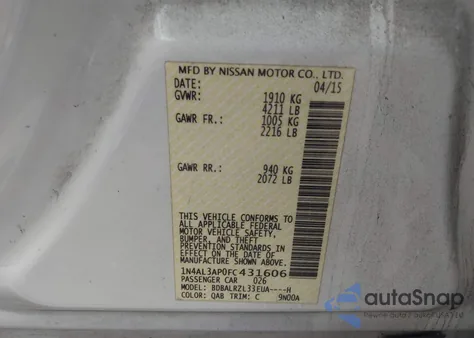 MFD BY NISSAN MOTOR CO., LTD.
DATE: 04/15
GVWR: 1910 KG
4211 LB
GAWR FR.: 1005 KG
2216 LB
GAWR RR.: 940 KG
2072 LB
THIS VEHICLE CONFORMS TO
ALL APPLICABLE FEDERAL
MOTOR VEHICLE SAFETY,
BUMPER, AND THEFT
PREVENTION STANDARDS IN
EFFECT ON THE DATE OF
MANUFACTURE SHOWN ABOVE.
1N4AL3AP0FC431606
PASSENGER CAR 026
MODEL: BDBALRZL33EUA----H
COLOR: QAB TRIM: C 9N00A
autoSnap